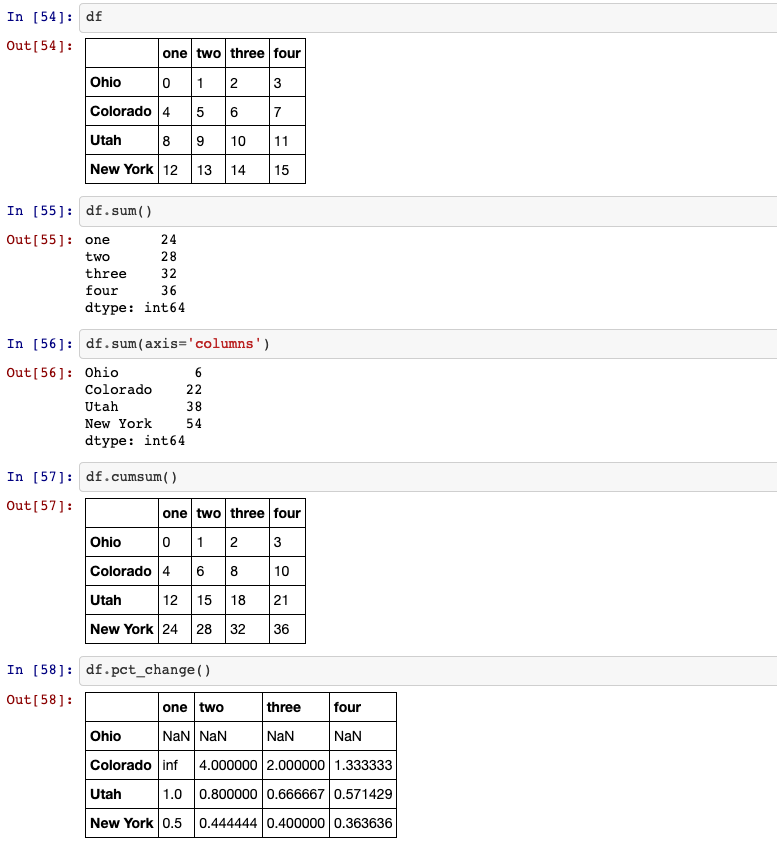 In [54]: df
Out[54]:
one two three four
Ohio 0 1 2 3
Colorado 4 5 6 7
Utah 8 9 10 11
New York 12 13 14 15
In [55]: df.sum()
Out[55]: one 24
two 28
three 32
four 36
dtype: int64
In [56]: df.sum(axis='columns')
Out[56]: Ohio 6
Colorado 22
Utah 38
New York 54
dtype: int64
In [57]: df.cumsum()
Out[57]:
one two three four
Ohio 0 1 2 3
Colorado 4 6 8 10
Utah 12 15 18 21
New York 24 28 32 36
In [58]: df.pct_change()
Out[58]:
one two three four
Ohio NaN NaN NaN NaN
Colorado inf 4.000000 2.000000 1.333333
Utah 1.0 0.800000 0.666667 0.571429
New York 0.5 0.444444 0.400000 0.363636